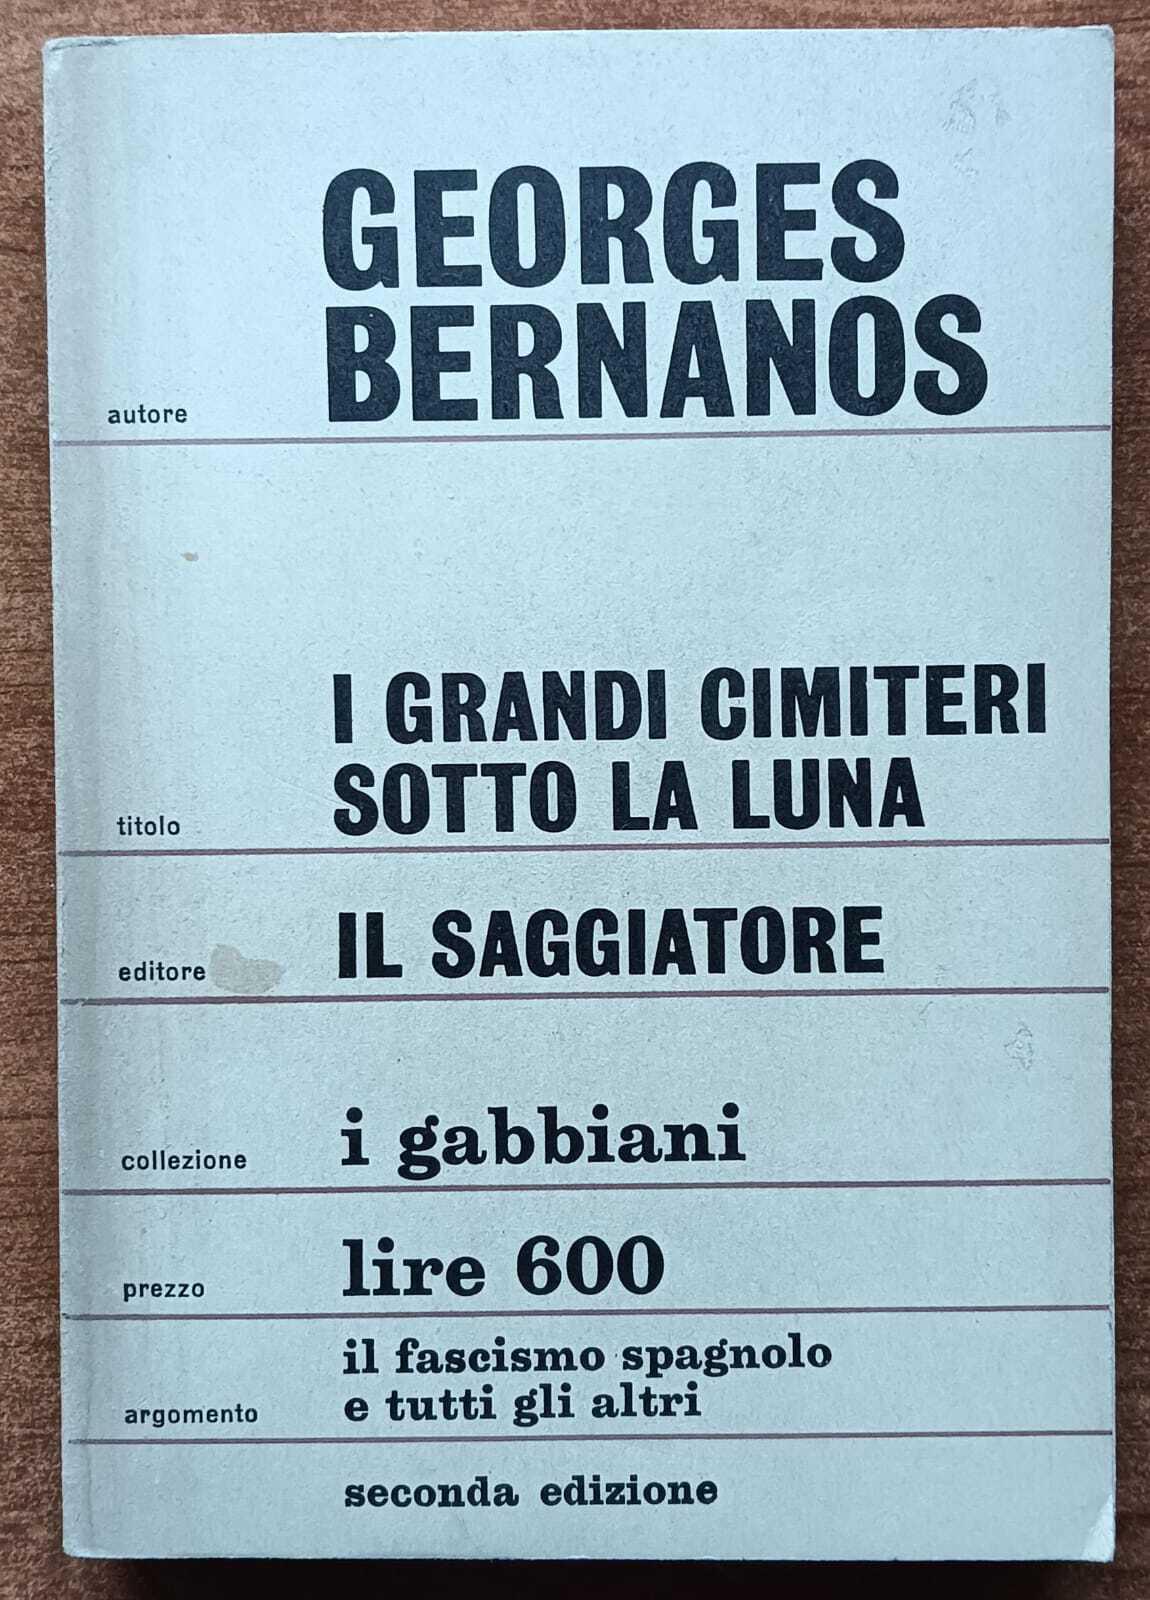 GEORGES
BERNANOS
autore
I GRANDI CIMITERI
SOTTO LA LUNA
titolo
IL SAGGIATORE
editore
i gabbiani
collezione
lire 600
prezzo
il fascismo spagnolo
e tutti gli altri
argomento
seconda edizione